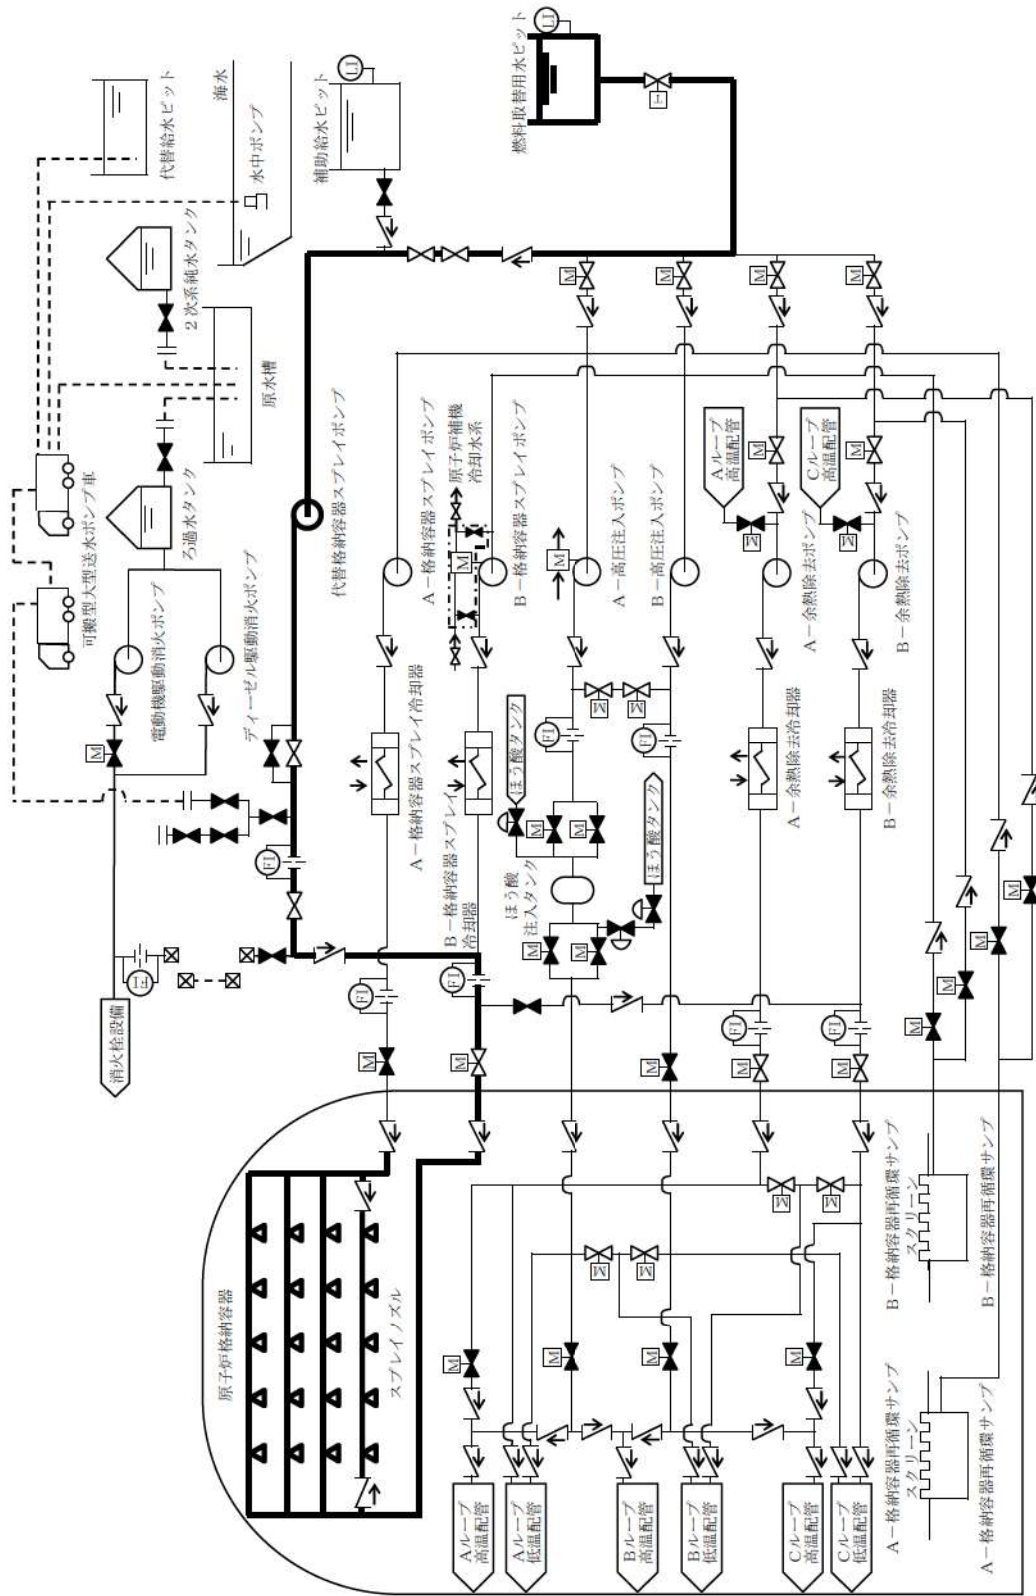 代替給水ピット
海水
水中ポンプ
補助給水ピット
LI
燃料取替用水ピット
LI
2次系純水タンク
原水槽
ろ過水タンク
可搬型大型送水ポンプ車
電動機駆動消火ポンプ
ディーゼル駆動消火ポンプ
M
FI
FI
消火栓設備
代替格納容器スプレイポンプ
T
A-格納容器スプレイポンプ
原子炉補機
冷却水系
M
B-格納容器スプレイポンプ
M
A-高圧注入ポンプ
B-高圧注入ポンプ
Aループ
高温配管
Cループ
高温配管
A-余熱除去ポンプ
B-余熱除去ポンプ
M
M
M
M
M
M
M
M
A-格納容器スプレイ冷却器
B-格納容器スプレイ
冷却器
ほう酸タンク
ほう酸
注入タンク
ほう酸タンク
A-余熱除去冷却器
B-余熱除去冷却器
FI
FI
M
M
M
M
M
M
FI
FI
FI
FI
M
M
M
M
M
M
M
M
M
原子炉格納容器
スプレイノズル
M
M
M
M
M
M
M
M
Aループ
高温配管
Aループ
低温配管
Bループ
高温配管
Bループ
低温配管
Cループ
高温配管
Cループ
低温配管
B-格納容器再循環サンプ
スクリーン
B-格納容器再循環サンプ
A-格納容器再循環サンプ
スクリーン
A-格納容器再循環サンプ